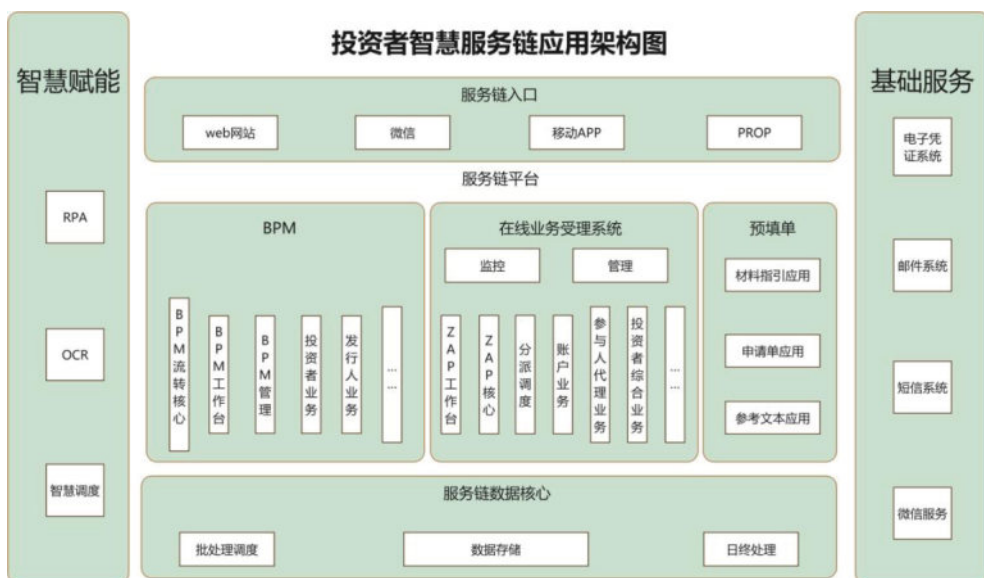 投资者智慧服务链应用架构图
智慧赋能
RPA
OCR
智慧调度
服务链入口
web网站
微信
移动APP
PROP
服务链平台
BPM
BPM流转核心
BPM工作台
BPM管理
投资者业务
发行人业务
……
在线业务受理系统
监控
管理
ZAP工作台
ZAP核心
分派调度
账户业务
参与人代理业务
投资者综合业务
……
预填单
材料指引应用
申请单应用
参考文本应用
服务链数据核心
批处理调度
数据存储
日终处理
基础服务
电子凭
证系统
邮件系统
短信系统
微信服务